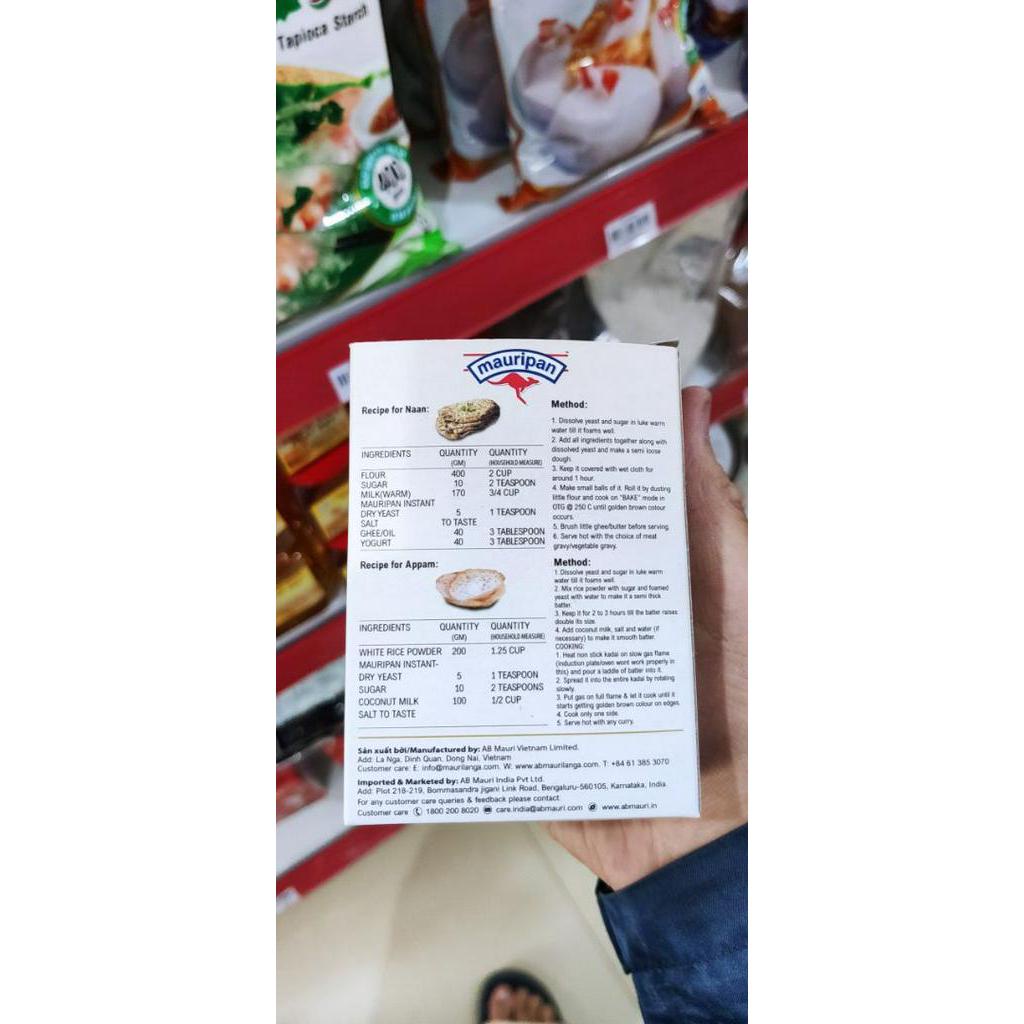 Tapioca Starch
mauripan
Recipe for Naan:
INGREDIENTS QUANTITY (GM) QUANTITY (HOUSEHOLD MEASURE)
FLOUR 400 2 CUP
SUGAR 10 2 TEASPOON
MILK(WARM) 170 3/4 CUP
MAURIPAN INSTANT
DRY YEAST 5 1 TEASPOON
SALT TO TASTE
GHEE/OIL 40 3 TABLESPOON
YOGURT 40 3 TABLESPOON
Method:
1. Dissolve yeast and sugar in luke warm
water till it foams well.
2. Add all ingredients together along with
dissolved yeast and make a semi loose
dough.
3. Keep it covered with wet cloth for
around 1 hour.
4. Make small balls of it. Roll it by dusting
little flour and cook on "BAKE" mode in
OTG @ 250 C until golden brown colour
occurs.
5. Brush little ghee/butter before serving.
6. Serve hot with the choice of meat
gravy/vegetable gravy.
Recipe for Appam:
INGREDIENTS QUANTITY (GM) QUANTITY (HOUSEHOLD MEASURE)
WHITE RICE POWDER 200 1.25 CUP
MAURIPAN INSTANT-
DRY YEAST 5 1 TEASPOON
SUGAR 10 2 TEASPOONS
COCONUT MILK 100 1/2 CUP
SALT TO TASTE
Method:
1. Dissolve yeast and sugar in luke warm
water till it foams well.
2. Mix rice powder with sugar and foamed
yeast with water to make it a semi thick
batter.
3. Keep it for 2 to 3 hours till the batter raises
double its size.
4. Add coconut milk, salt and water (if
necessary) to make it smooth batter.
COOKING:
1. Heat non stick kadai on slow gas flame
(induction plate/oven wont work properly in
this) and pour a laddle of batter into it.
2. Spread it into the entire kadai by rotating
slowly.
3. Put gas on full flame & let it cook until it
starts getting golden brown colour on edges.
4. Cook only one side.
5. Serve hot with any curry.
Sản xuất bởi/Manufactured by: AB Mauri Vietnam Limited.
Add: La Nga, Dinh Quan, Dong Nai, Vietnam
Customer care: E: info@maurilanga.com. W: www.abmaurilanga.com. T: +84 61 385 3070
Imported & Marketed by: AB Mauri India Pvt Ltd.
Add: Plot 218-219, Bommasandra Jigani Link Road, Bengaluru-560105, Karnataka, India.
For any customer care queries & feedback please contact
Customer care 1800 200 8020 care.india@abmauri.com www.abmauri.in